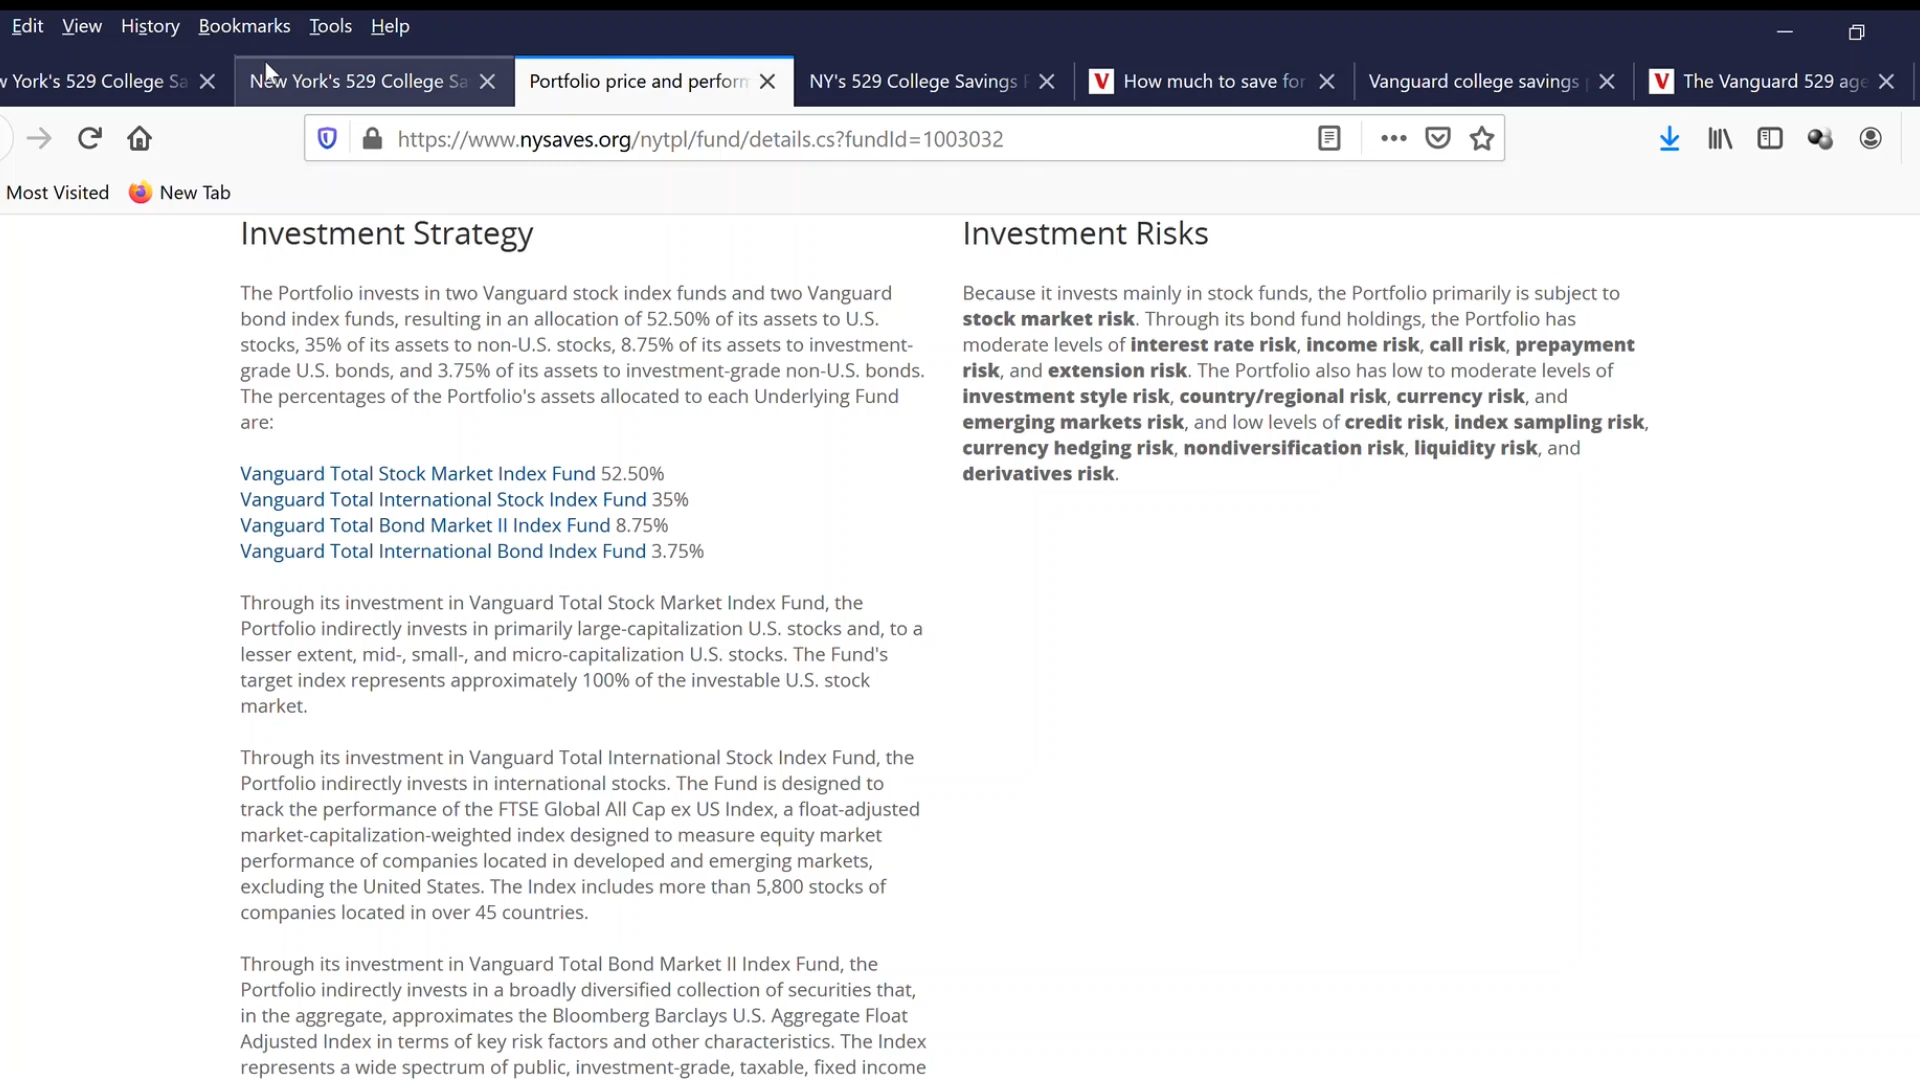 Edit View History Bookmarks Tools Help
w York's 529 College Sa New York's 529 College Sa Portfolio price and perform NY's 529 College Savings P How much to save for Vanguard college savings The Vanguard 529 age
https://www.nysaves.org/nytpl/fund/details.cs?fundId=1003032
Most Visited New Tab
Investment Strategy
The Portfolio invests in two Vanguard stock index funds and two Vanguard
bond index funds, resulting in an allocation of 52.50% of its assets to U.S.
stocks, 35% of its assets to non-U.S. stocks, 8.75% of its assets to investment-
grade U.S. bonds, and 3.75% of its assets to investment-grade non-U.S. bonds.
The percentages of the Portfolio's assets allocated to each Underlying Fund
are:
Vanguard Total Stock Market Index Fund 52.50%
Vanguard Total International Stock Index Fund 35%
Vanguard Total Bond Market II Index Fund 8.75%
Vanguard Total International Bond Index Fund 3.75%
Through its investment in Vanguard Total Stock Market Index Fund, the
Portfolio indirectly invests in primarily large-capitalization U.S. stocks and, to a
lesser extent, mid-, small-, and micro-capitalization U.S. stocks. The Fund's
target index represents approximately 100% of the investable U.S. stock
market.
Through its investment in Vanguard Total International Stock Index Fund, the
Portfolio indirectly invests in international stocks. The Fund is designed to
track the performance of the FTSE Global All Cap ex US Index, a float-adjusted
market-capitalization-weighted index designed to measure equity market
performance of companies located in developed and emerging markets,
excluding the United States. The Index includes more than 5,800 stocks of
companies located in over 45 countries.
Through its investment in Vanguard Total Bond Market II Index Fund, the
Portfolio indirectly invests in a broadly diversified collection of securities that,
in the aggregate, approximates the Bloomberg Barclays U.S. Aggregate Float
Adjusted Index in terms of key risk factors and other characteristics. The Index
represents a wide spectrum of public, investment-grade, taxable, fixed income
Investment Risks
Because it invests mainly in stock funds, the Portfolio primarily is subject to
stock market risk. Through its bond fund holdings, the Portfolio has
moderate levels of interest rate risk, income risk, call risk, prepayment
risk, and extension risk. The Portfolio also has low to moderate levels of
investment style risk, country/regional risk, currency risk, and
emerging markets risk, and low levels of credit risk, index sampling risk,
currency hedging risk, nondiversification risk, liquidity risk, and
derivatives risk.